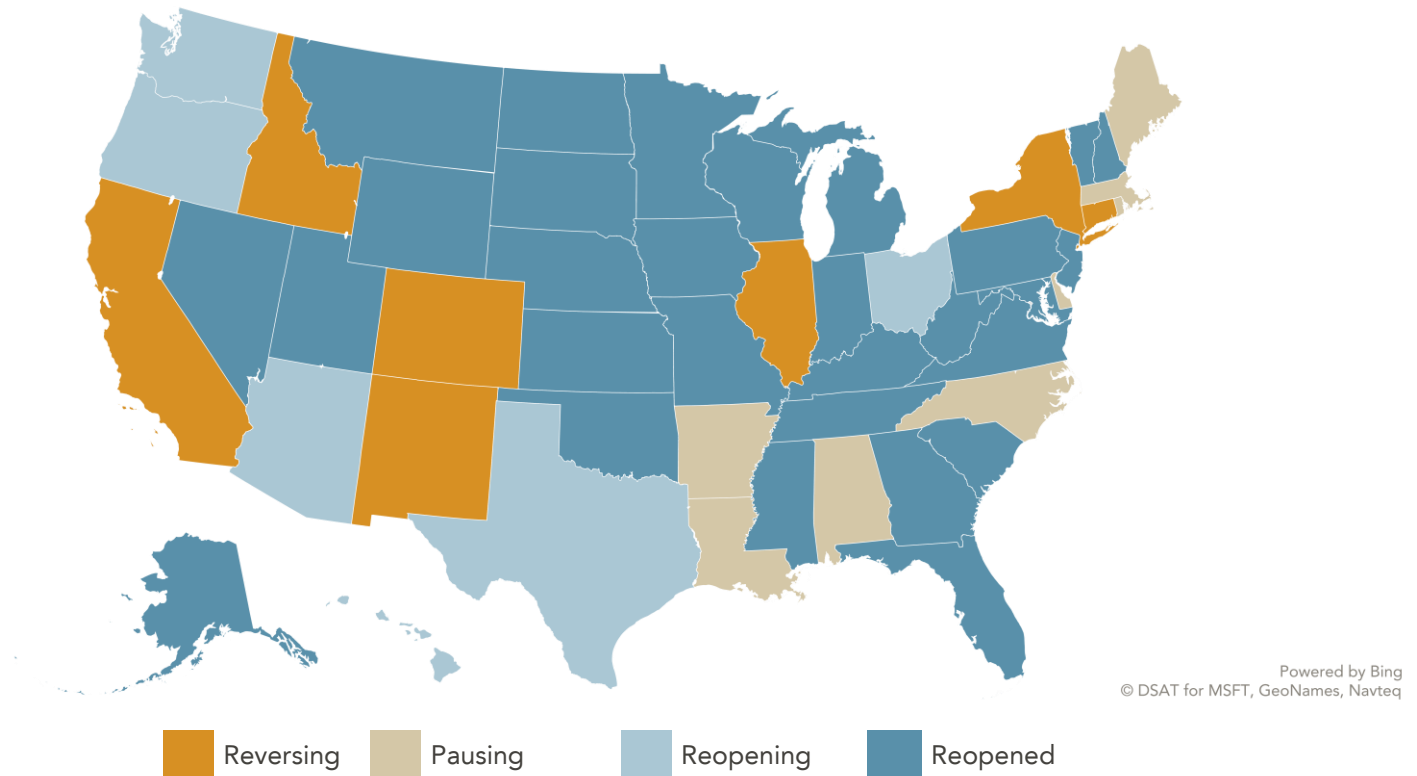 Powered by Bing
© DSAT for MSFT, GeoNames, Navteq
Reversing Pausing Reopening Reopened